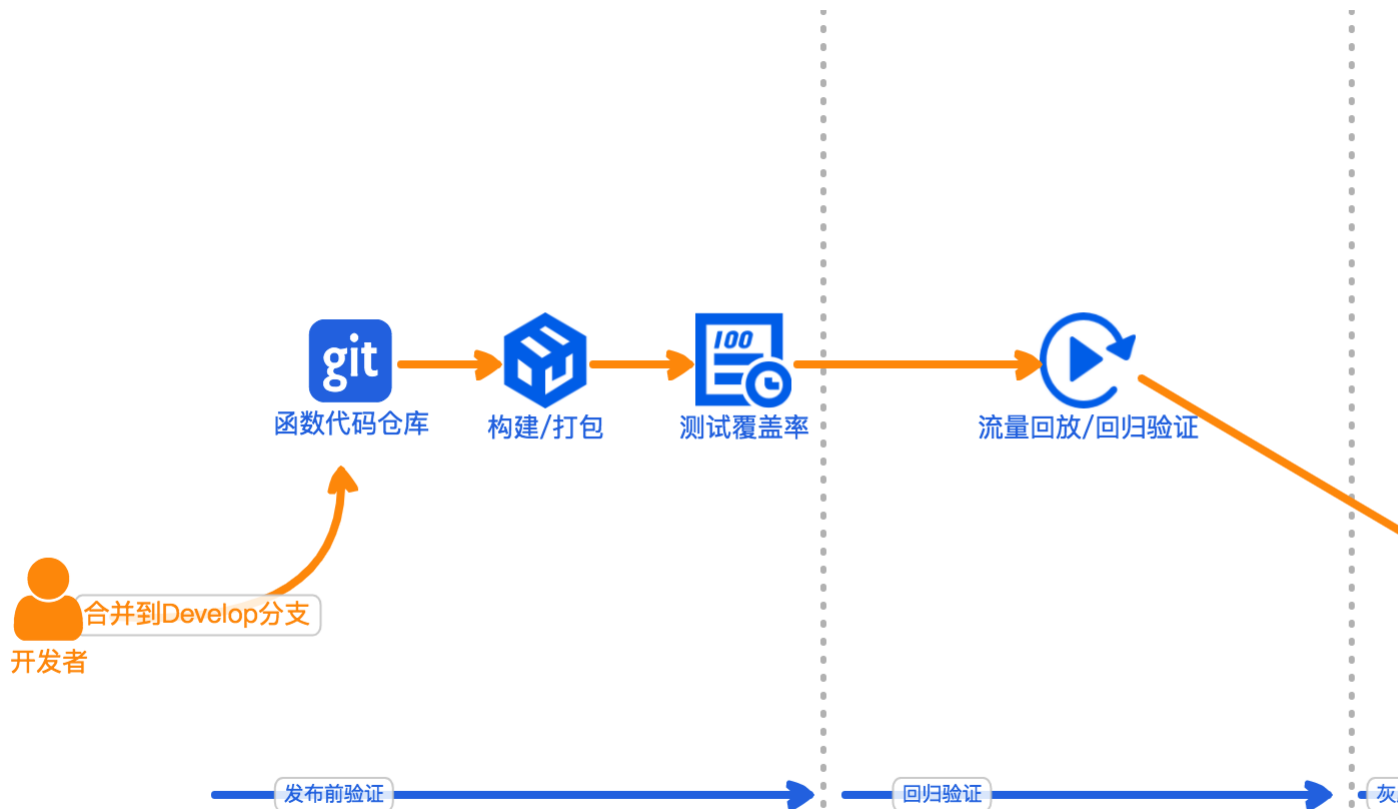 100
git
函数代码仓库
构建/打包
测试覆盖率
流量回放/回归验证
合并到Develop分支
开发者
发布前验证
回归验证
灰